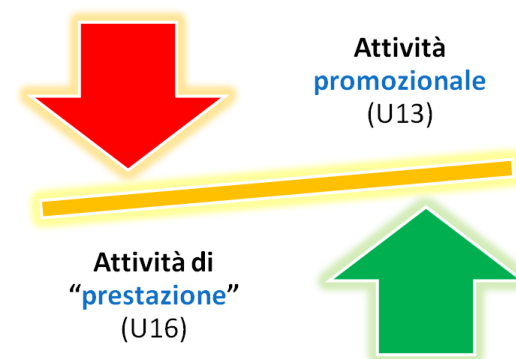 Attività
promozionale
(U13)
Attività di
“prestazione”
(U16)